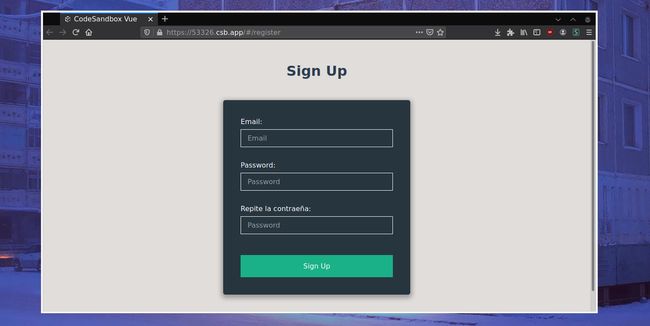 CodeSandbox Vue
https://53326.csb.app/#/register
Sign Up
Email:
Email
Password:
Password
Repite la contraeña:
Password
Sign Up